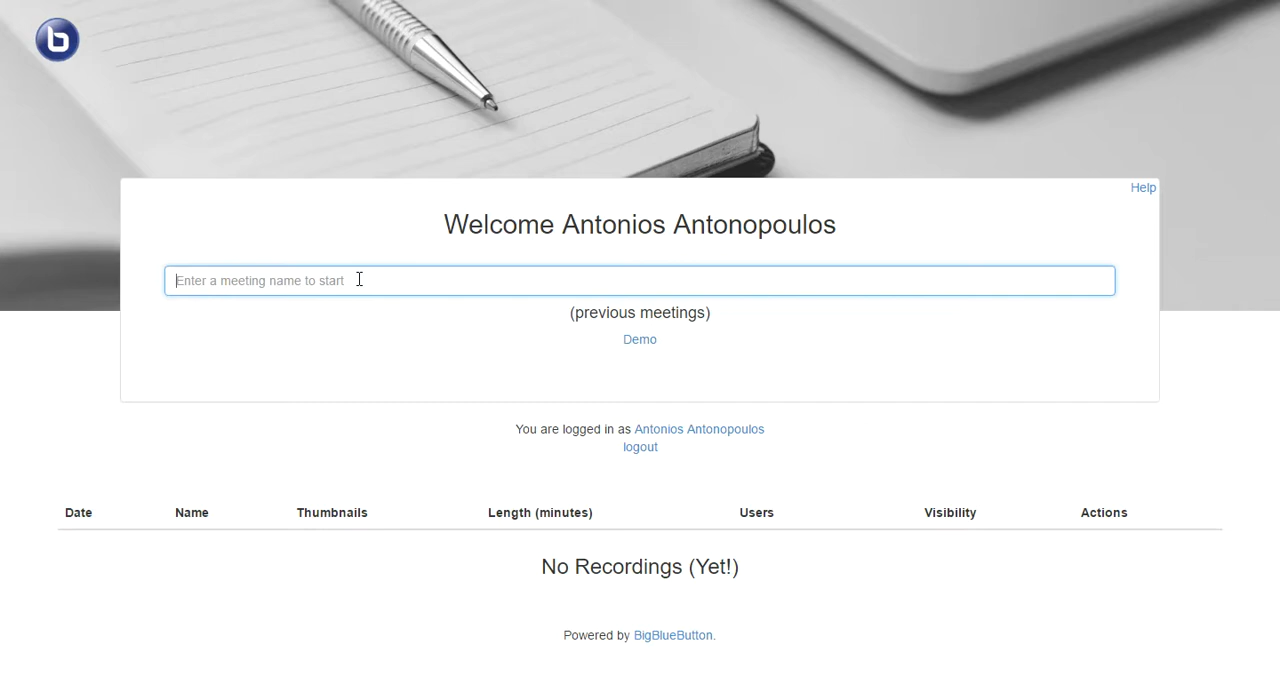 b
Help
Welcome Antonios Antonopoulos
Enter a meeting name to start
(previous meetings)
Demo
You are logged in as Antonios Antonopoulos
logout
Date Name Thumbnails Length (minutes) Users Visibility Actions
No Recordings (Yet!)
Powered by BigBlueButton.